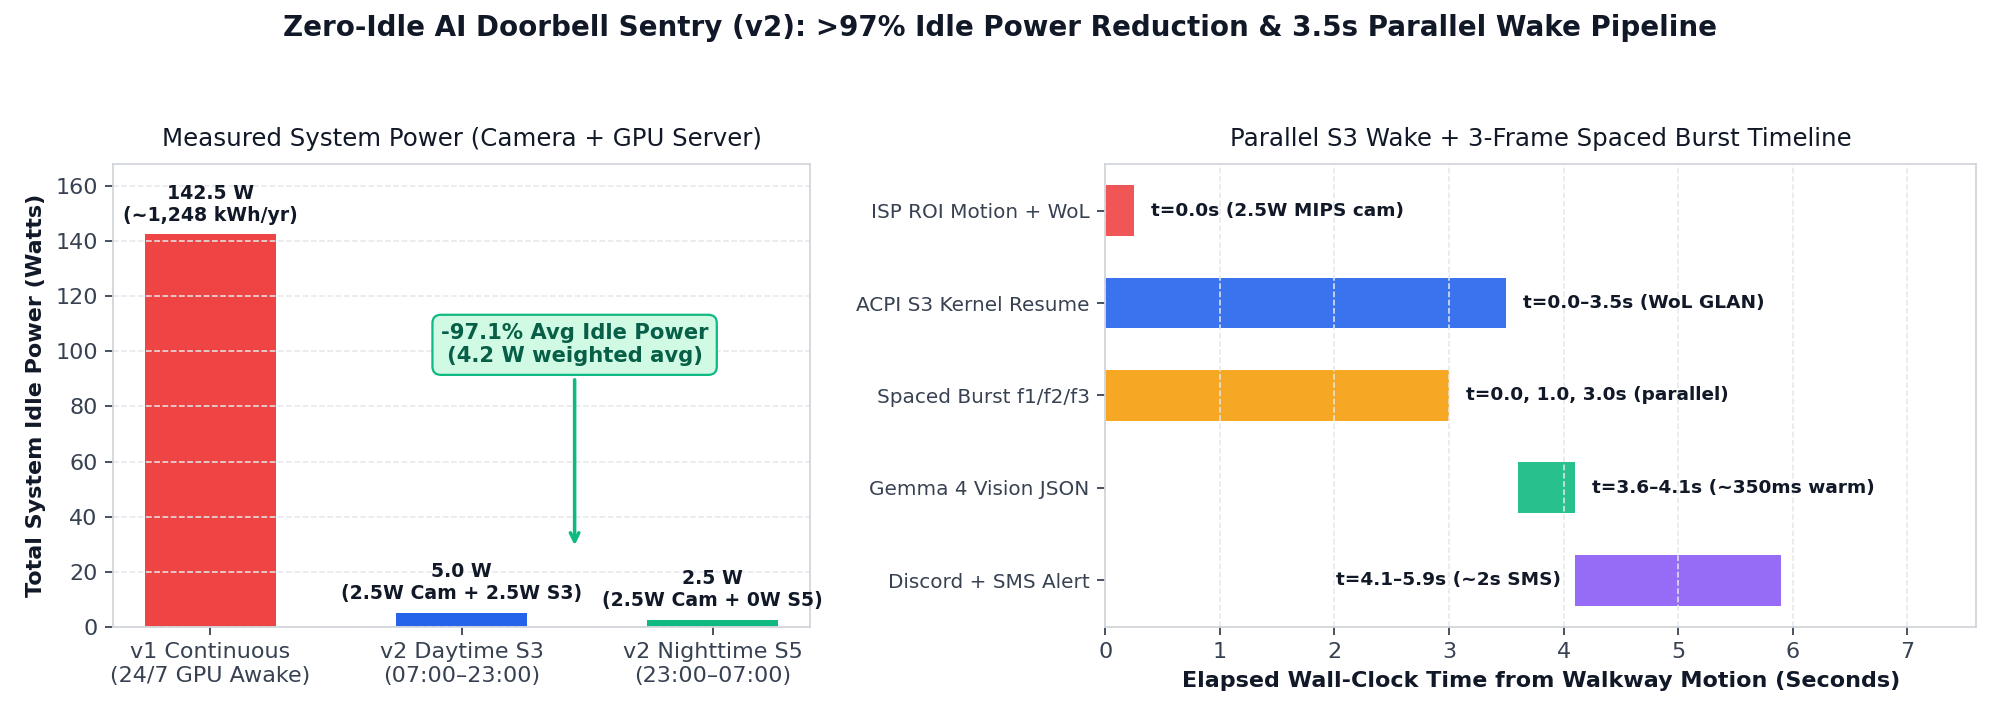 Zero-Idle AI Doorbell Sentry (v2): >97% Idle Power Reduction & 3.5s Parallel Wake Pipeline
Measured System Power (Camera + GPU Server)
Total System Idle Power (Watts)
160
140
120
100
80
60
40
20
0
142.5 W
(~1,248 kWh/yr)
-97.1% Avg Idle Power
(4.2 W weighted avg)
5.0 W
(2.5W Cam + 2.5W S3)
2.5 W
(2.5W Cam + 0W S5)
v1 Continuous
(24/7 GPU Awake)
v2 Daytime S3
(07:00–23:00)
v2 Nighttime S5
(23:00–07:00)
Parallel S3 Wake + 3-Frame Spaced Burst Timeline
ISP ROI Motion + WoL
t=0.0s (2.5W MIPS cam)
ACPI S3 Kernel Resume
t=0.0–3.5s (WoL GLAN)
Spaced Burst f1/f2/f3
t=0.0, 1.0, 3.0s (parallel)
Gemma 4 Vision JSON
t=3.6–4.1s (~350ms warm)
Discord + SMS Alert
t=4.1–5.9s (~2s SMS)
0 1 2 3 4 5 6 7
Elapsed Wall-Clock Time from Walkway Motion (Seconds)